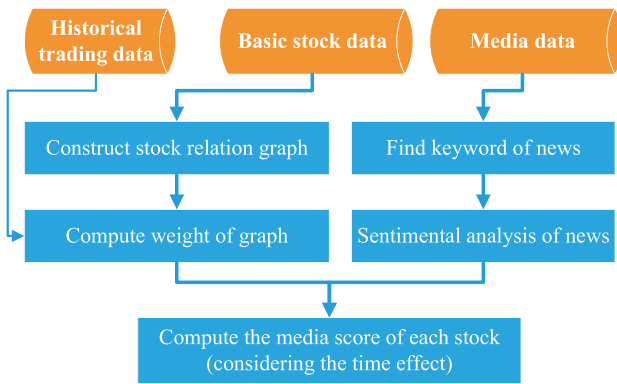 Historical
trading data
Basic stock data
Media data
Construct stock relation graph
Find keyword of news
Compute weight of graph
Sentimental analysis of news
Compute the media score of each stock
(considering the time effect)